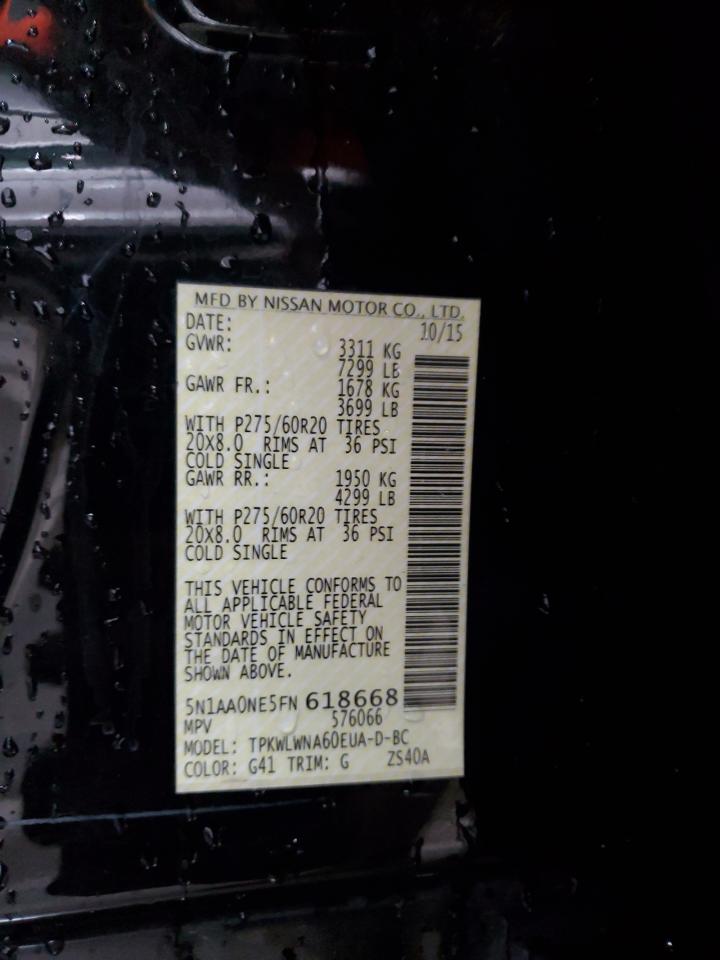 MFD BY NISSAN MOTOR CO., LTD.
DATE: 10/15
GVWR: 3311 KG
7299 LB
GAWR FR.: 1678 KG
3699 LB
WITH P275/60R20 TIRES
20X8.0 RIMS AT 36 PSI
COLD SINGLE
GAWR RR.: 1950 KG
4299 LB
WITH P275/60R20 TIRES
20X8.0 RIMS AT 36 PSI
COLD SINGLE
THIS VEHICLE CONFORMS TO
ALL APPLICABLE FEDERAL
MOTOR VEHICLE SAFETY
STANDARDS IN EFFECT ON
THE DATE OF MANUFACTURE
SHOWN ABOVE.
5N1AA0NE5FN 618668
MPV 576066
MODEL: TPKWLWNA60EUA-D-BC
COLOR: G41 TRIM: G ZS40A